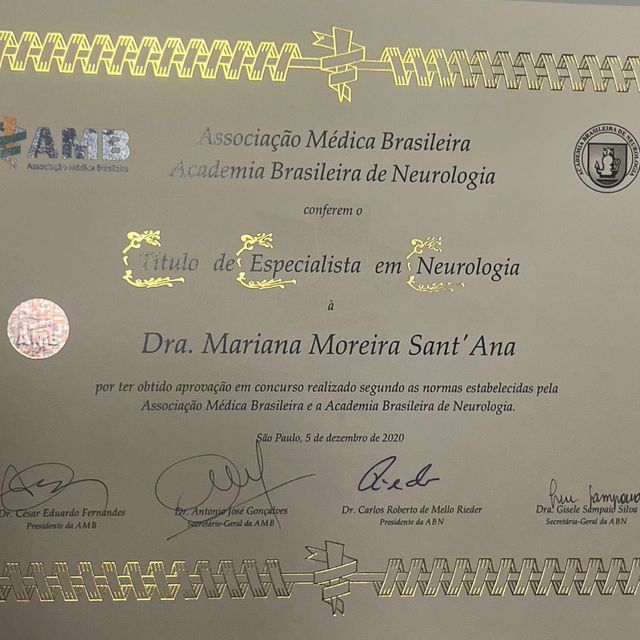 AMB
Associação Médica Brasileira
Associação Médica Brasileira
Academia Brasileira de Neurologia
ACADEMIA BRASILEIRA DE NEUROLOGIA
conferem o
Título de Especialista em Neurologia
à
AMB
Dra. Mariana Moreira Sant'Ana
por ter obtido aprovação em concurso realizado segundo as normas estabelecidas pela
Associação Médica Brasileira e a Academia Brasileira de Neurologia.
São Paulo, 5 de dezembro de 2020
Dr. César Eduardo Fernandes
Presidente da AMB
Dr. Antonio José Gonçalves
Secretário-Geral da AMB
Dr. Carlos Roberto de Mello Rieder
Presidente da ABN
Dra. Gisele Sampaio Silva
Secretária-Geral da ABN